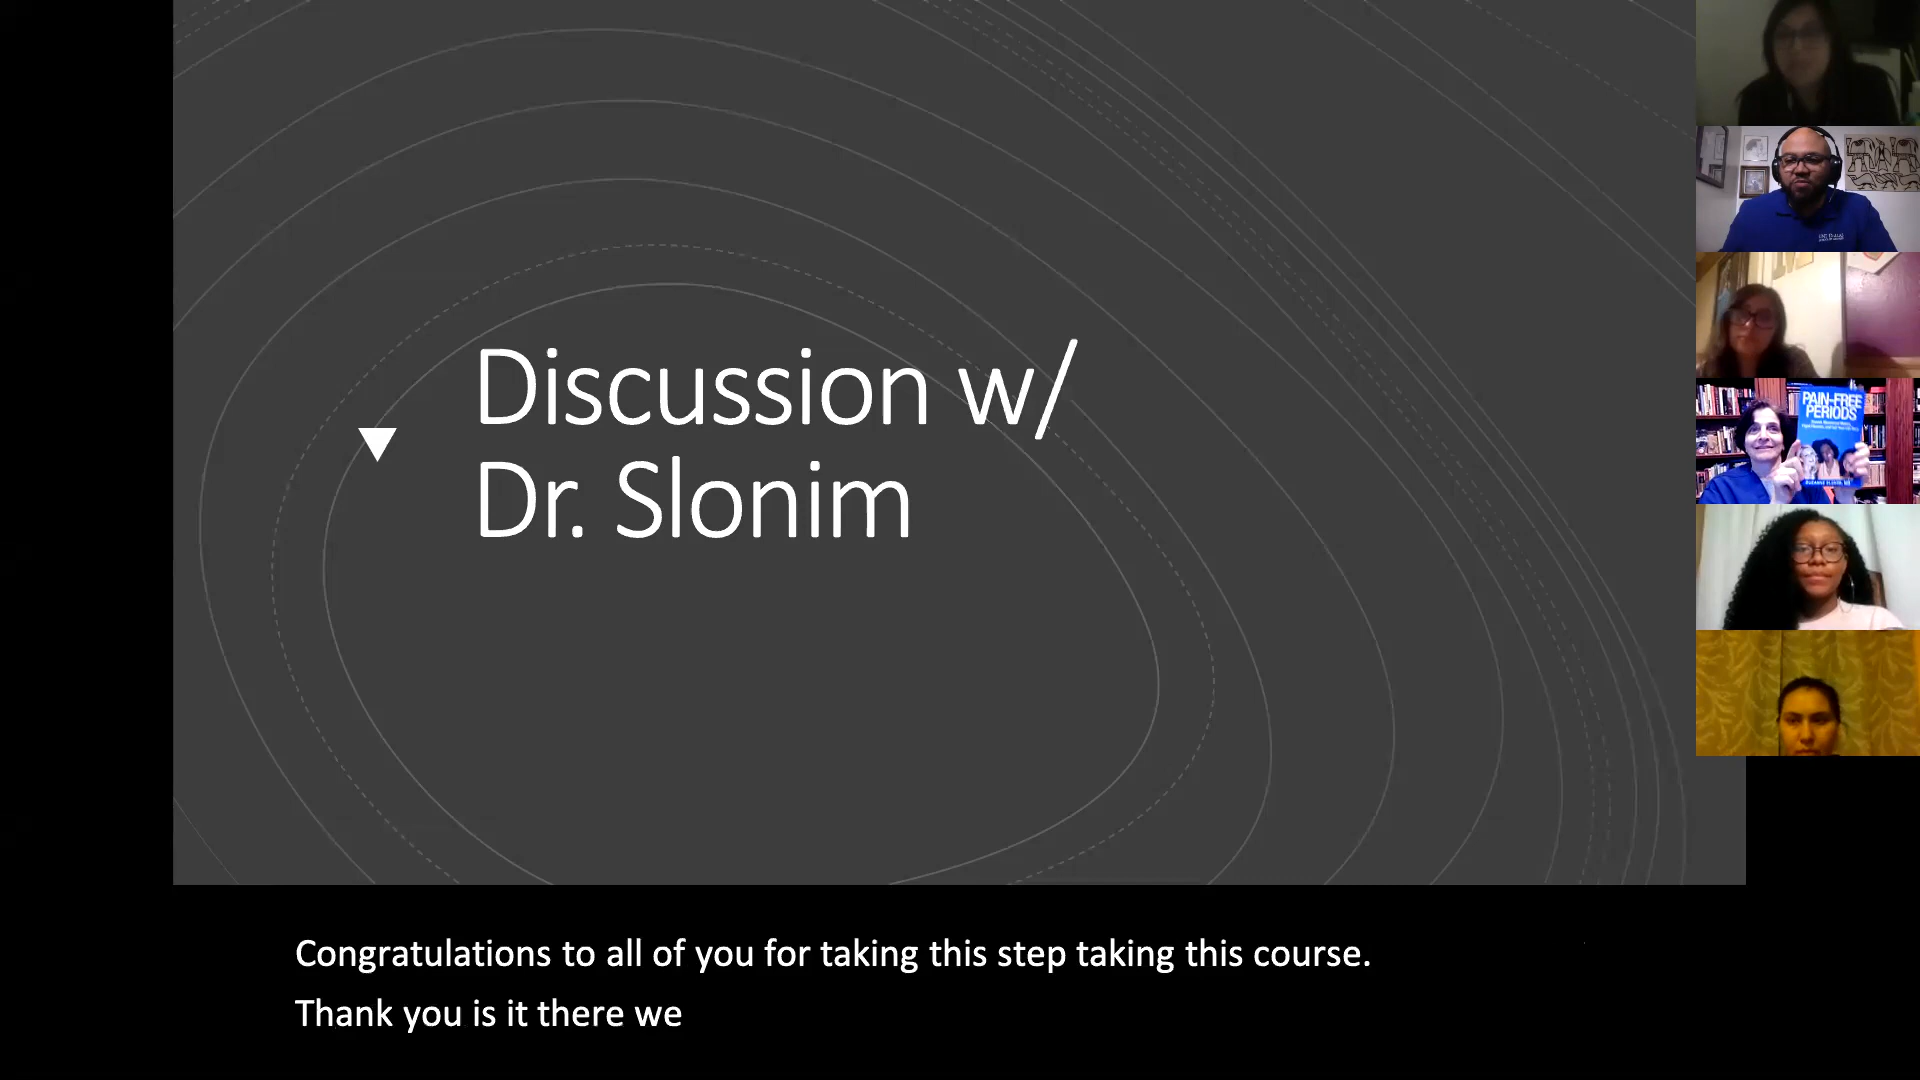 Discussion w/
Dr. Slonim
PAIN-FREE
PERIODS
Congratulations to all of you for taking this step taking this course.
Thank you is it there we